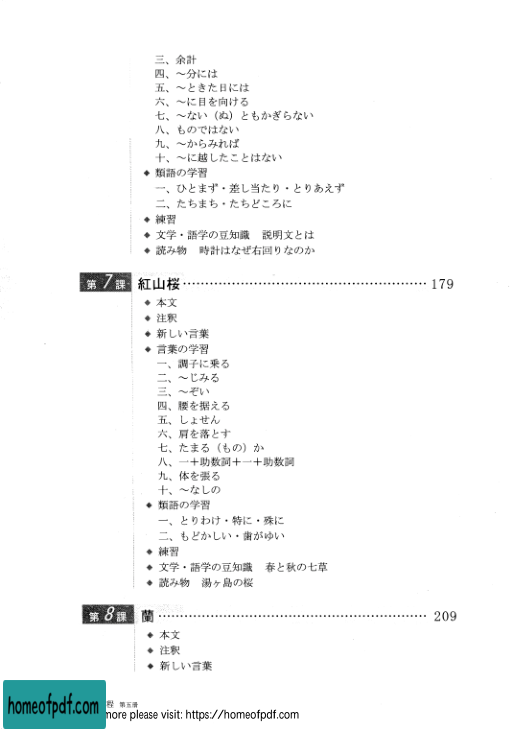 三、余計
四、～分には
五、～ときた日には
六、～に目を向ける
七、～ない（ぬ）ともかぎらない
八、ものではない
九、～からみれば
十、～に越したことはない
◆ 類語の学習
一、ひとまず・差し当たり・とりあえず
二、たちまち・たちどころに
◆ 練習
◆ 文学・語学の豆知識　説明文とは
◆ 読み物　時計はなぜ右回りなのか
第7課 紅山桜 179
◆ 本文
◆ 注釈
◆ 新しい言葉
◆ 言葉の学習
一、調子に乗る
二、～じみる
三、～ぞい
四、腰を据える
五、しょせん
六、肩を落とす
七、たまる（もの）か
八、一＋助数詞＋一＋助数詞
九、体を張る
十、～なしの
◆ 類語の学習
一、とりわけ・特に・殊に
二、もどかしい・歯がゆい
◆ 練習
◆ 文学・語学の豆知識　春と秋の七草
◆ 読み物　湯ヶ島の桜
第8課 蘭 209
◆ 本文
◆ 注釈
◆ 新しい言葉
程 第五册
homeofpdf.com
more please visit: https://homeofpdf.com